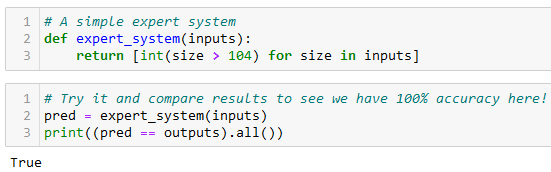 1 # A simple expert system
2 def expert_system(inputs):
3     return [int(size > 104) for size in inputs]
1 # Try it and compare results to see we have 100% accuracy here!
2 pred = expert_system(inputs)
3 print((pred == outputs).all())
True